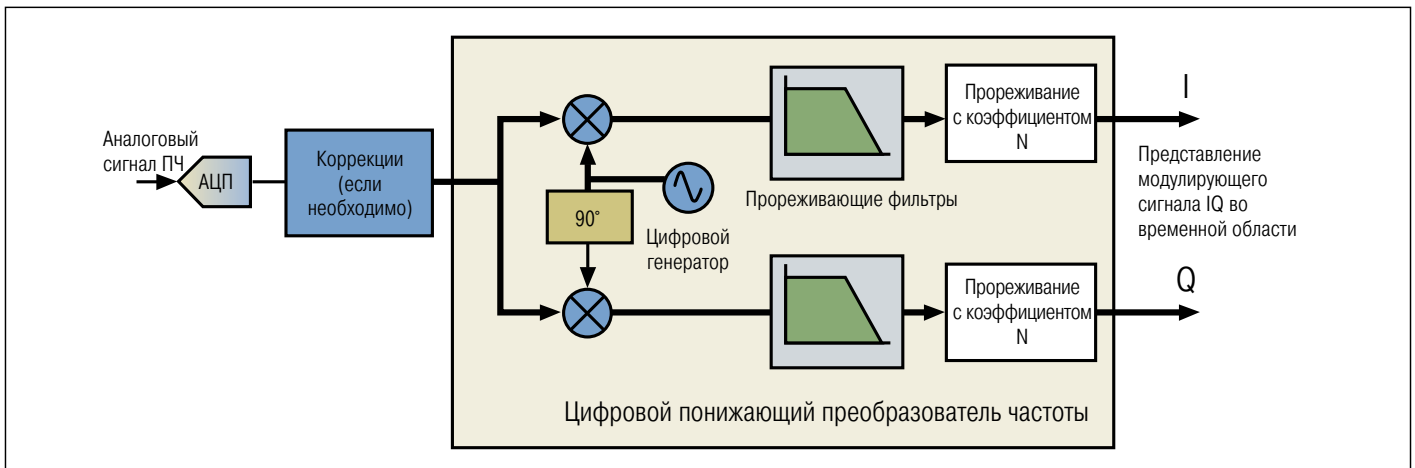 Аналоговый
сигнал ПЧ
АЦП
Коррекции
(если
необходимо)
90°
Цифровой
генератор
Прореживающие фильтры
Прореживание
с коэффициентом
N
I
Представление
модулирующего
сигнала IQ во
временной области
Прореживание
с коэффициентом
N
Q
Цифровой понижающий преобразователь частоты